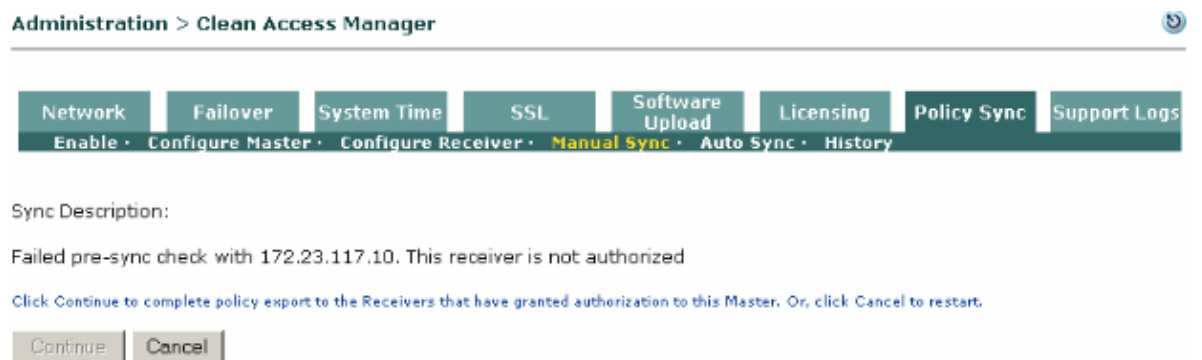 Administration > Clean Access Manager
Network Failover System Time SSL Software Upload Licensing Policy Sync Support Logs
Enable · Configure Master · Configure Receiver · Manual Sync · Auto Sync · History
Sync Description:
Failed pre-sync check with 172.23.117.10. This receiver is not authorized
Click Continue to complete policy export to the Receivers that have granted authorization to this Master. Or, click Cancel to restart.
Continue Cancel